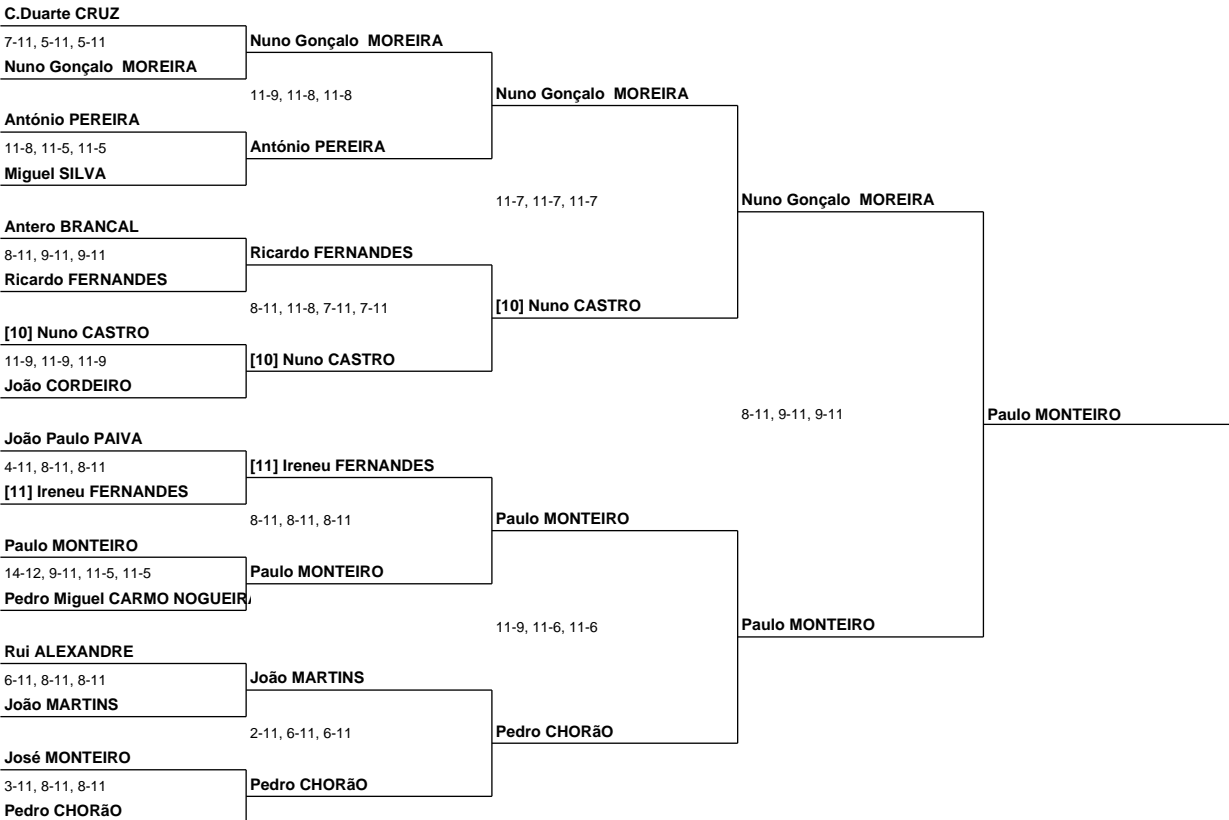 C.Duarte CRUZ
7-11, 5-11, 5-11
Nuno Gonçalo  MOREIRA
António PEREIRA
11-8, 11-5, 11-5
Miguel SILVA
Antero BRANCAL
8-11, 9-11, 9-11
Ricardo FERNANDES
[10] Nuno CASTRO
11-9, 11-9, 11-9
João CORDEIRO
João Paulo PAIVA
4-11, 8-11, 8-11
[11] Ireneu FERNANDES
Paulo MONTEIRO
14-12, 9-11, 11-5, 11-5
Pedro Miguel CARMO NOGUEIR
Rui ALEXANDRE
6-11, 8-11, 8-11
João MARTINS
José MONTEIRO
3-11, 8-11, 8-11
Pedro CHORãO
Nuno Gonçalo  MOREIRA
11-9, 11-8, 11-8
António PEREIRA
Ricardo FERNANDES
8-11, 11-8, 7-11, 7-11
[10] Nuno CASTRO
[11] Ireneu FERNANDES
8-11, 8-11, 8-11
Paulo MONTEIRO
João MARTINS
2-11, 6-11, 6-11
Pedro CHORãO
Nuno Gonçalo  MOREIRA
11-7, 11-7, 11-7
[10] Nuno CASTRO
Paulo MONTEIRO
11-9, 11-6, 11-6
Pedro CHORãO
Nuno Gonçalo  MOREIRA
8-11, 9-11, 9-11
Paulo MONTEIRO
Paulo MONTEIRO